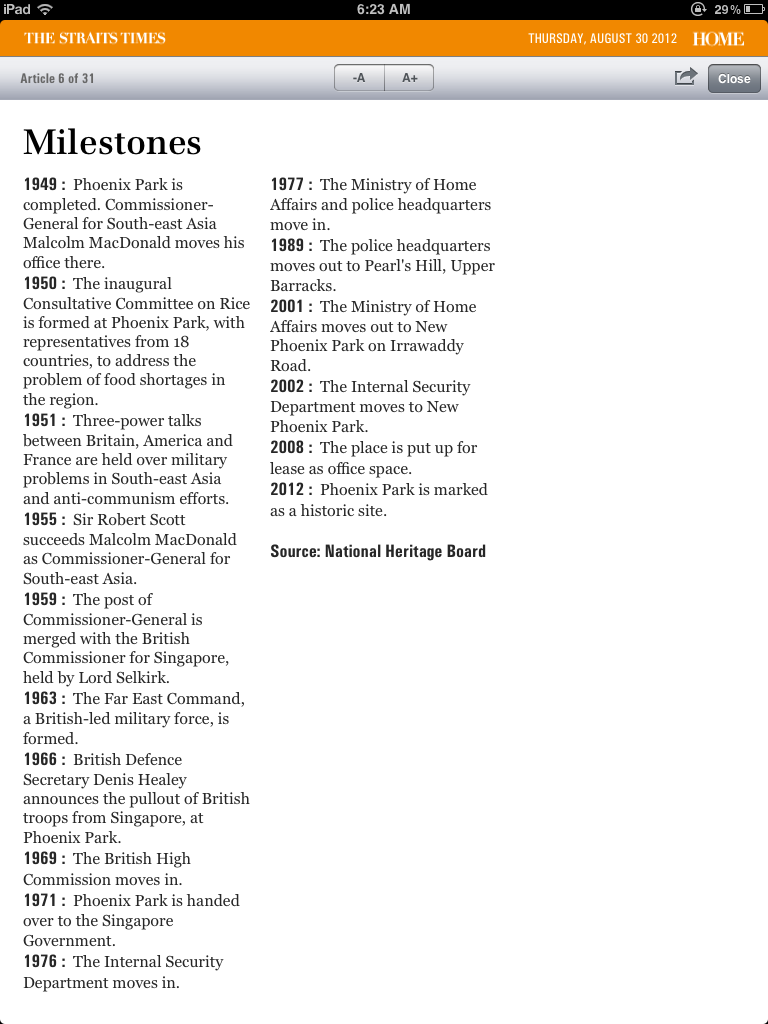 iPad 6:23 AM 29%
THE STRAITS TIMES THURSDAY, AUGUST 30 2012 HOME
Article 6 of 31 -A A+ Close
Milestones
1949 : Phoenix Park is
completed. Commissioner-
General for South-east Asia
Malcolm MacDonald moves his
office there.
1950 : The inaugural
Consultative Committee on Rice
is formed at Phoenix Park, with
representatives from 18
countries, to address the
problem of food shortages in
the region.
1951 : Three-power talks
between Britain, America and
France are held over military
problems in South-east Asia
and anti-communism efforts.
1955 : Sir Robert Scott
succeeds Malcolm MacDonald
as Commissioner-General for
South-east Asia.
1959 : The post of
Commissioner-General is
merged with the British
Commissioner for Singapore,
held by Lord Selkirk.
1963 : The Far East Command,
a British-led military force, is
formed.
1966 : British Defence
Secretary Denis Healey
announces the pullout of British
troops from Singapore, at
Phoenix Park.
1969 : The British High
Commission moves in.
1971 : Phoenix Park is handed
over to the Singapore
Government.
1976 : The Internal Security
Department moves in.
1977 : The Ministry of Home
Affairs and police headquarters
move in.
1989 : The police headquarters
moves out to Pearl's Hill, Upper
Barracks.
2001 : The Ministry of Home
Affairs moves out to New
Phoenix Park on Irrawaddy
Road.
2002 : The Internal Security
Department moves to New
Phoenix Park.
2008 : The place is put up for
lease as office space.
2012 : Phoenix Park is marked
as a historic site.
Source: National Heritage Board